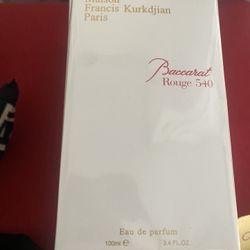 Maison
Francis Kurkdjian
Paris
Baccarat
Rouge 540
Eau de parfum
100ml ℮ 3.4 FL.OZ.